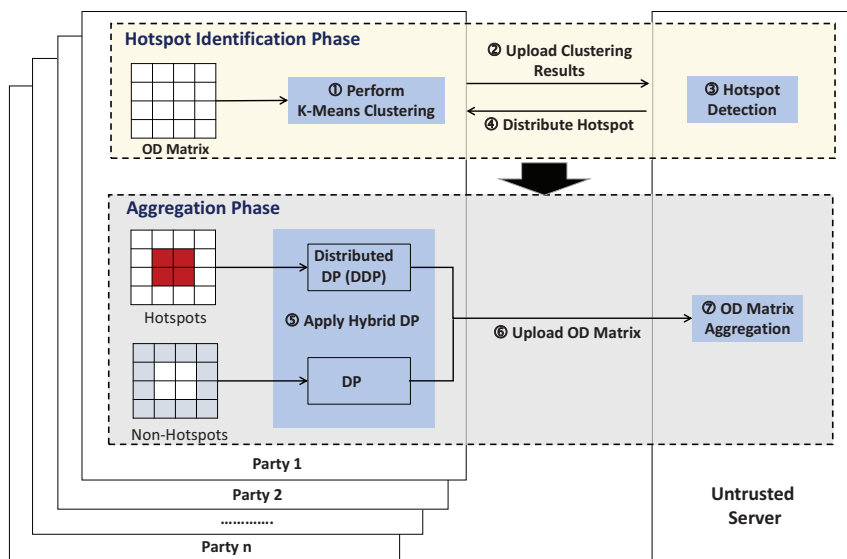 Hotspot Identification Phase
OD Matrix
① Perform
K-Means Clustering
② Upload Clustering
Results
④ Distribute Hotspot
③ Hotspot
Detection
Aggregation Phase
Hotspots
Non-Hotspots
Distributed
DP (DDP)
⑤ Apply Hybrid DP
DP
⑥ Upload OD Matrix
⑦ OD Matrix
Aggregation
Party 1
Party 2
………….
Party n
Untrusted
Server